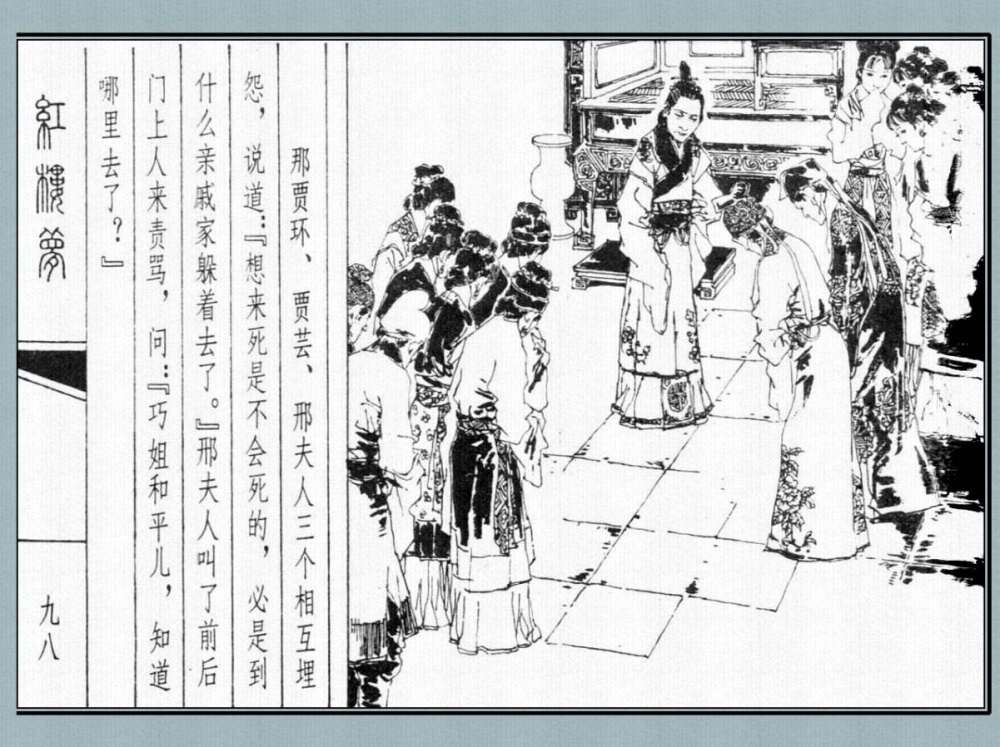 那贾环、贾芸、邢夫人三个相互埋
怨，说道：『想来死是不会死的，必是到
什么亲戚家躲着去了。』邢夫人叫了前后
门上人来责骂，问：『巧姐和平儿，知道
哪里去了？』
紅樓夢
九八